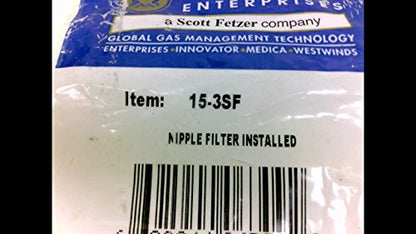 ENTERPRISES
a Scott Fetzer company
GLOBAL GAS MANAGEMENT TECHNOLOGY
ENTERPRISES•INNOVATOR•MEDICA•WESTWINDS
Item: 15-3SF
NIPPLE FILTER INSTALLED